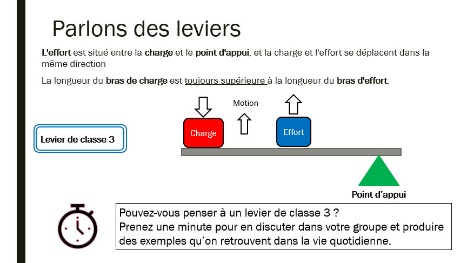 Parlons des leviers
L'effort est situé entre la charge et le point d'appui, et la charge et l'effort se déplacent dans la
même direction
La longueur du bras de charge est toujours supérieure à la longueur du bras d'effort.
Motion
Charge
Effort
Levier de classe 3
Point d'appui
Pouvez-vous penser à un levier de classe 3 ?
Prenez une minute pour en discuter dans votre groupe et produire
des exemples qu'on retrouvent dans la vie quotidienne.